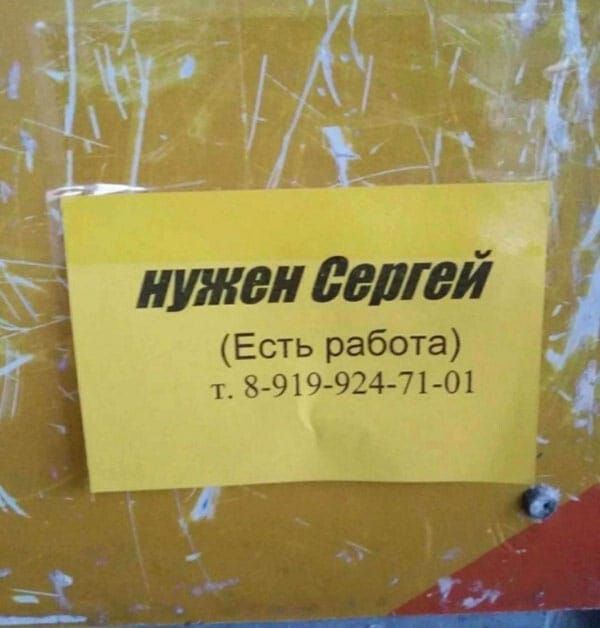 нужен Сергей
(Есть работа)
т. 8-919-924-71-01